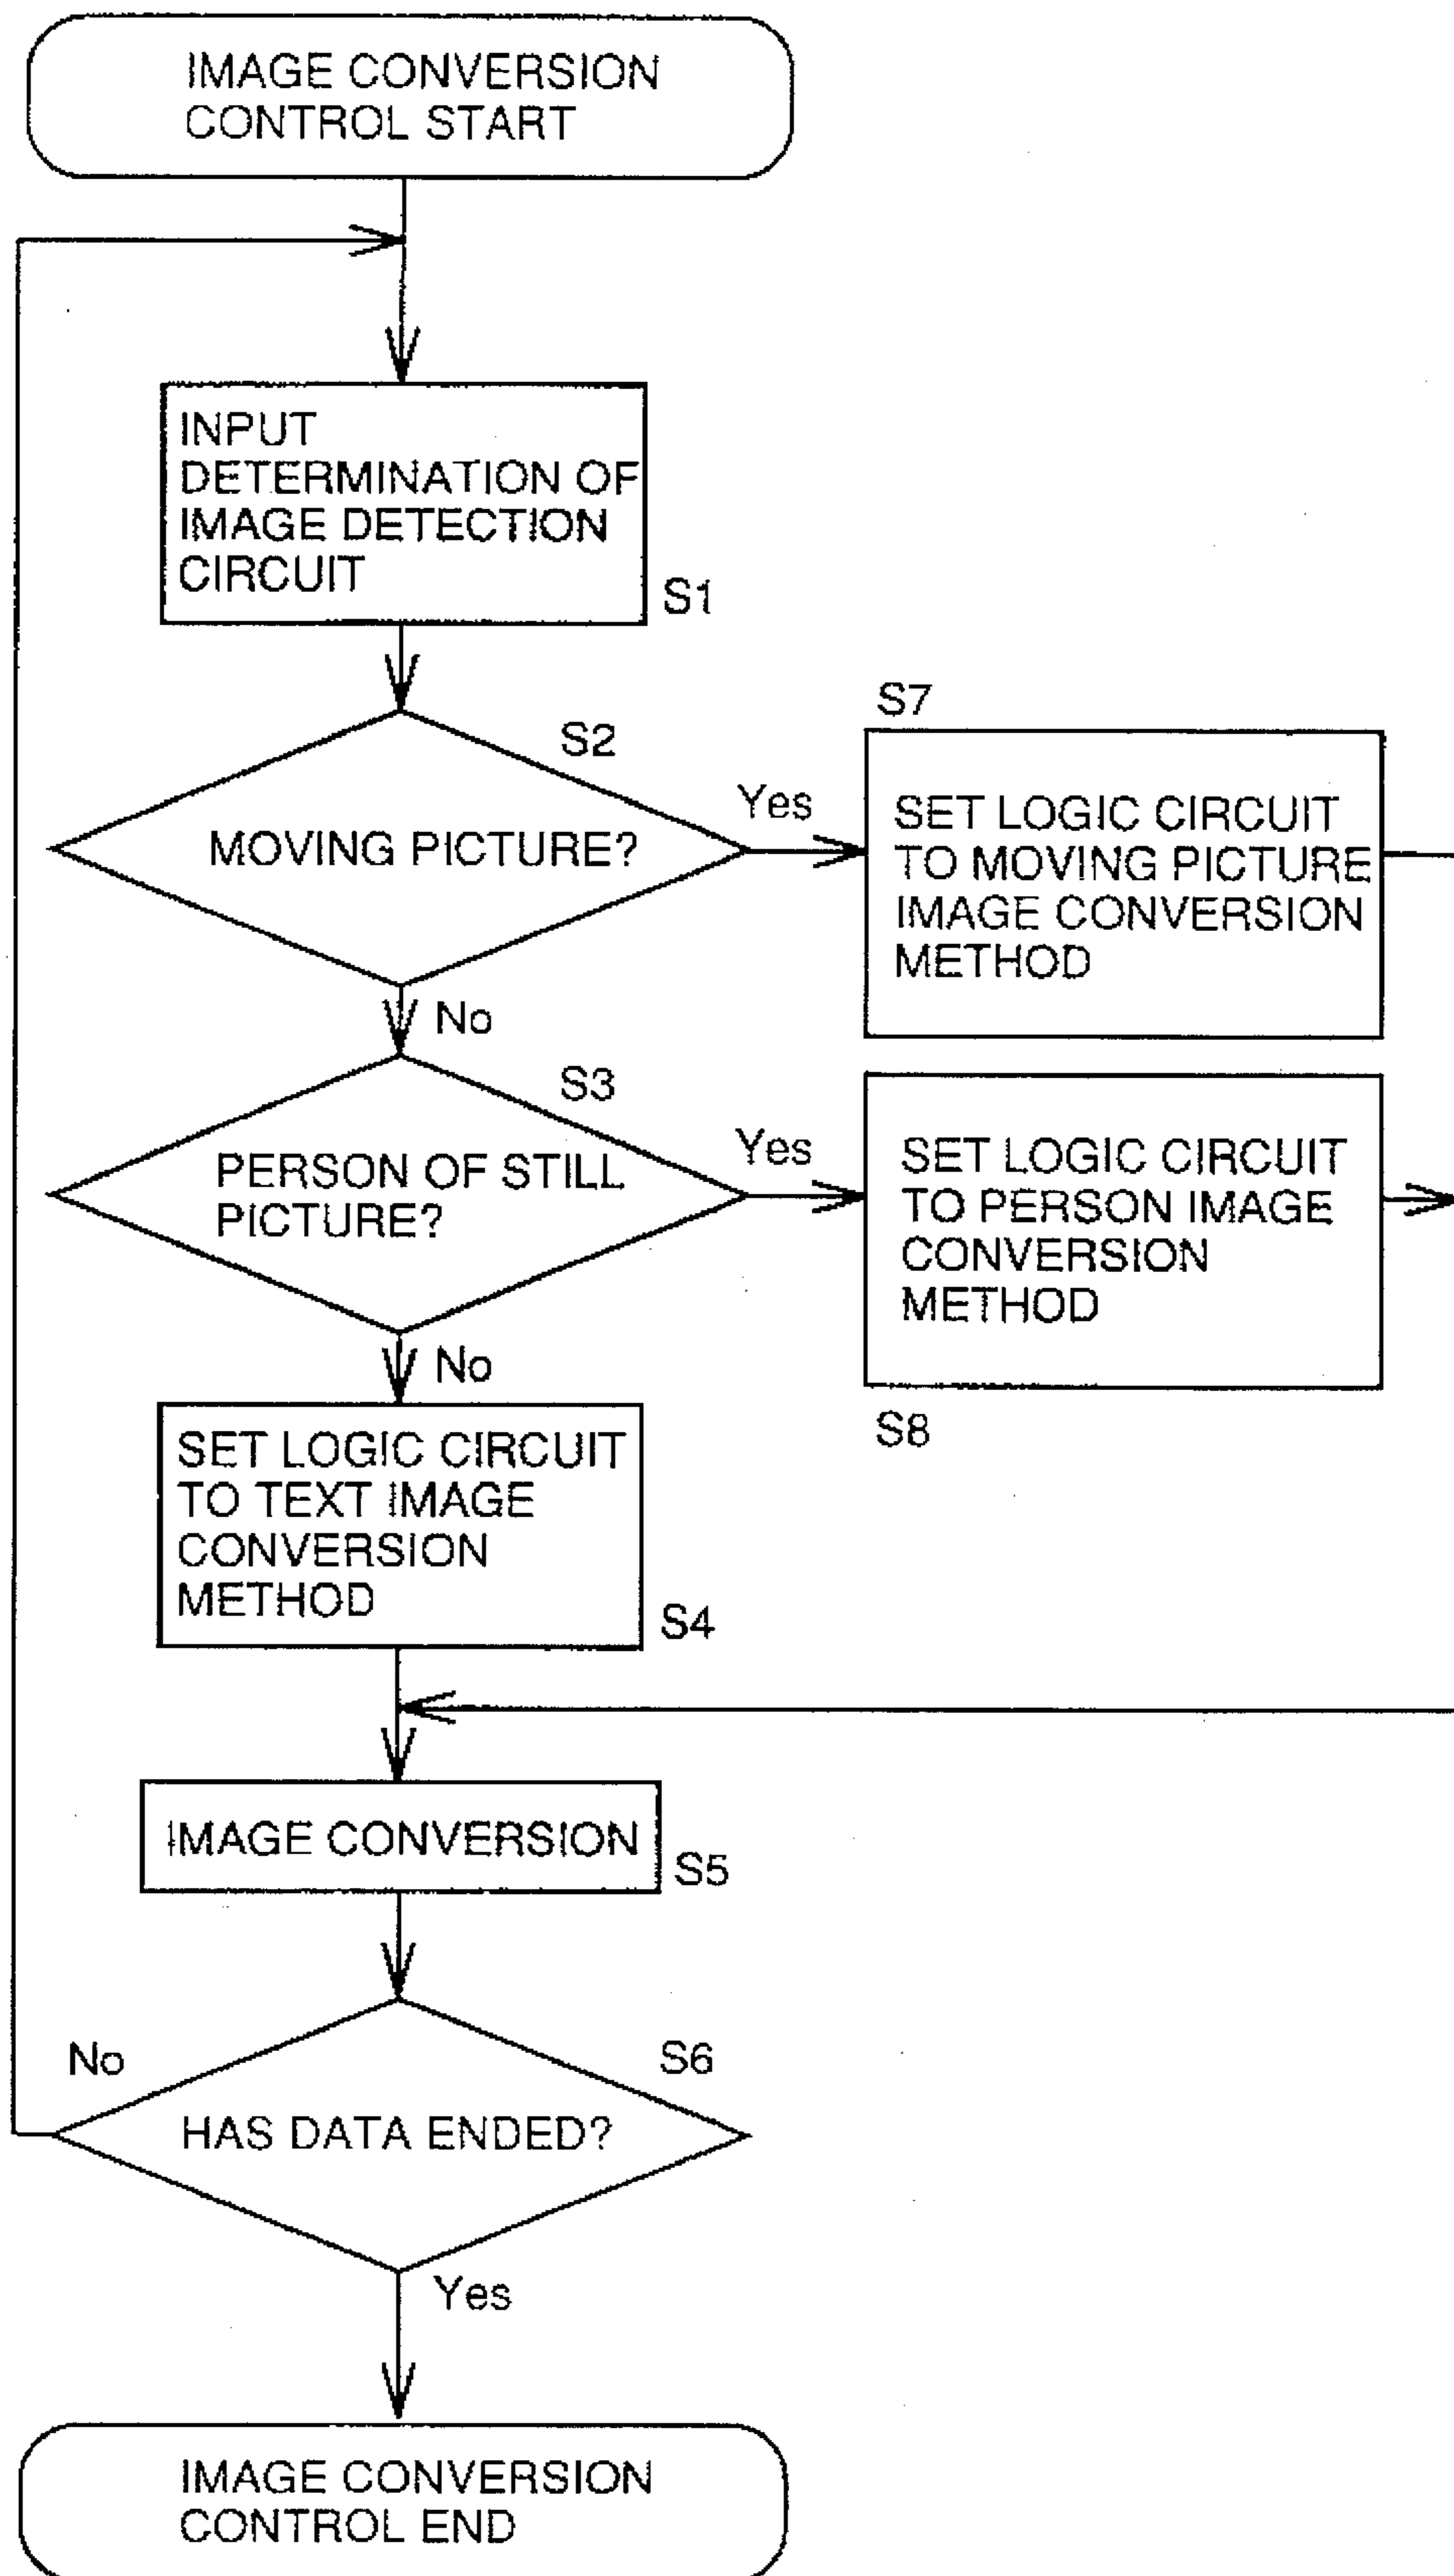 IMAGE CONVERSION
CONTROL START
INPUT
DETERMINATION OF
IMAGE DETECTION
CIRCUIT
S1
S2
MOVING PICTURE?
Yes
S7
SET LOGIC CIRCUIT
TO MOVING PICTURE
IMAGE CONVERSION
METHOD
No
S3
PERSON OF STILL
PICTURE?
Yes
SET LOGIC CIRCUIT
TO PERSON IMAGE
CONVERSION
METHOD
S8
No
SET LOGIC CIRCUIT
TO TEXT IMAGE
CONVERSION
METHOD
S4
IMAGE CONVERSION
S5
No
S6
HAS DATA ENDED?
Yes
IMAGE CONVERSION
CONTROL END